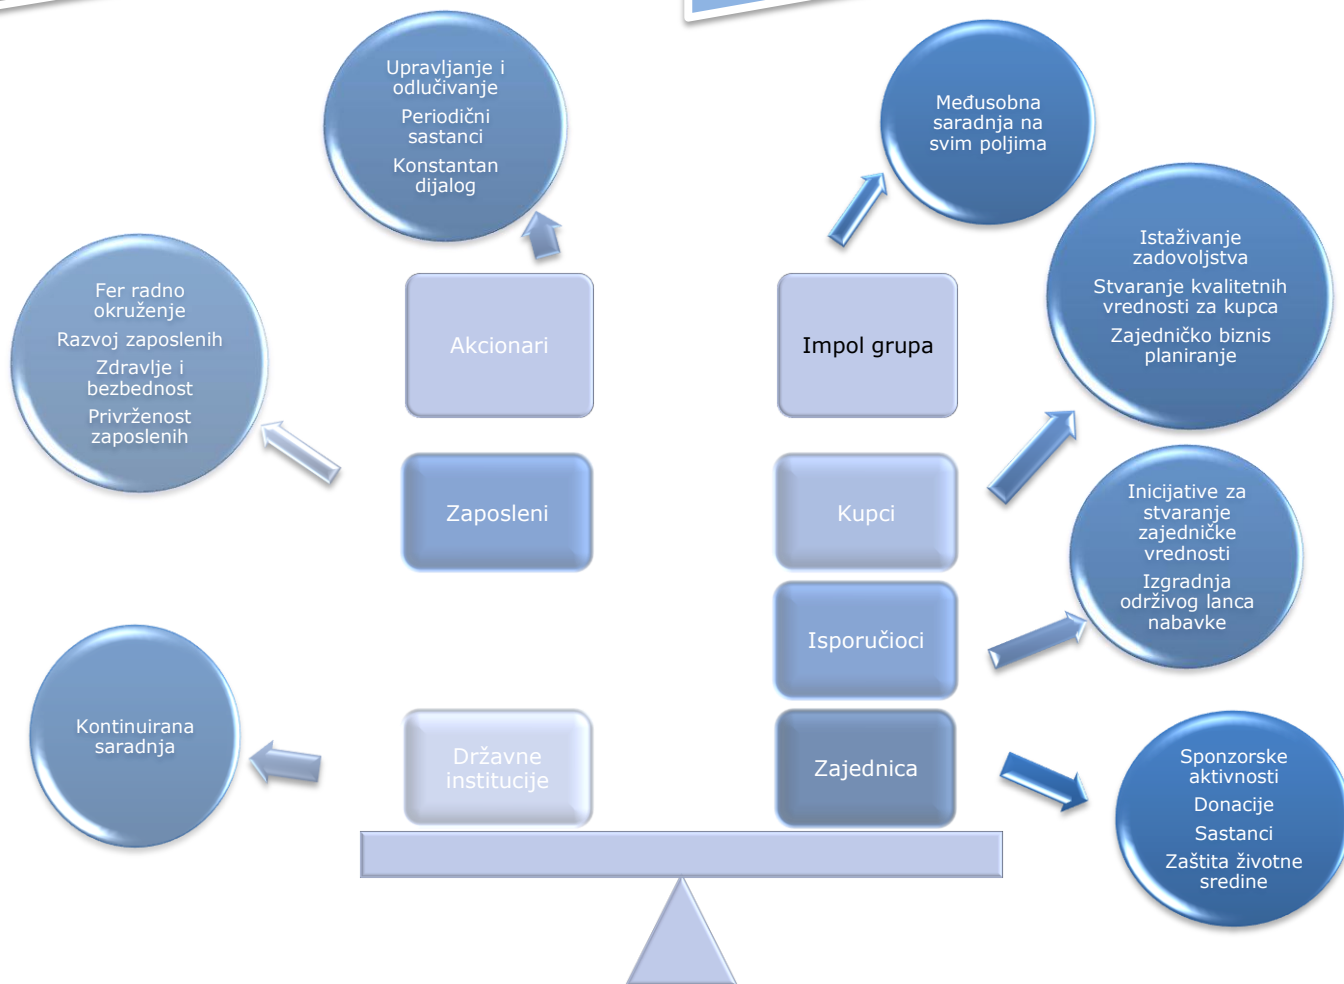 Upravljanje i
odlučivanje
Periodični
sastanci
Konstantan
dijalog
Međusobna
saradnja na
svim poljima
Istaživanje
zadovoljstva
Stvaranje kvalitetnih
vrednosti za kupca
Zajedničko biznis
planiranje
Fer radno
okruženje
Razvoj zaposlenih
Zdravlje i
bezbednost
Privrženost
zaposlenih
Akcionari
Impol grupa
Zaposleni
Kupci
Inicijative za
stvaranje
zajedničke
vrednosti
Izgradnja
održivog lanca
nabavke
Isporučioci
Kontinuirana
saradnja
Državne
institucije
Zajednica
Sponzorske
aktivnosti
Donacije
Sastanci
Zaštita životne
sredine